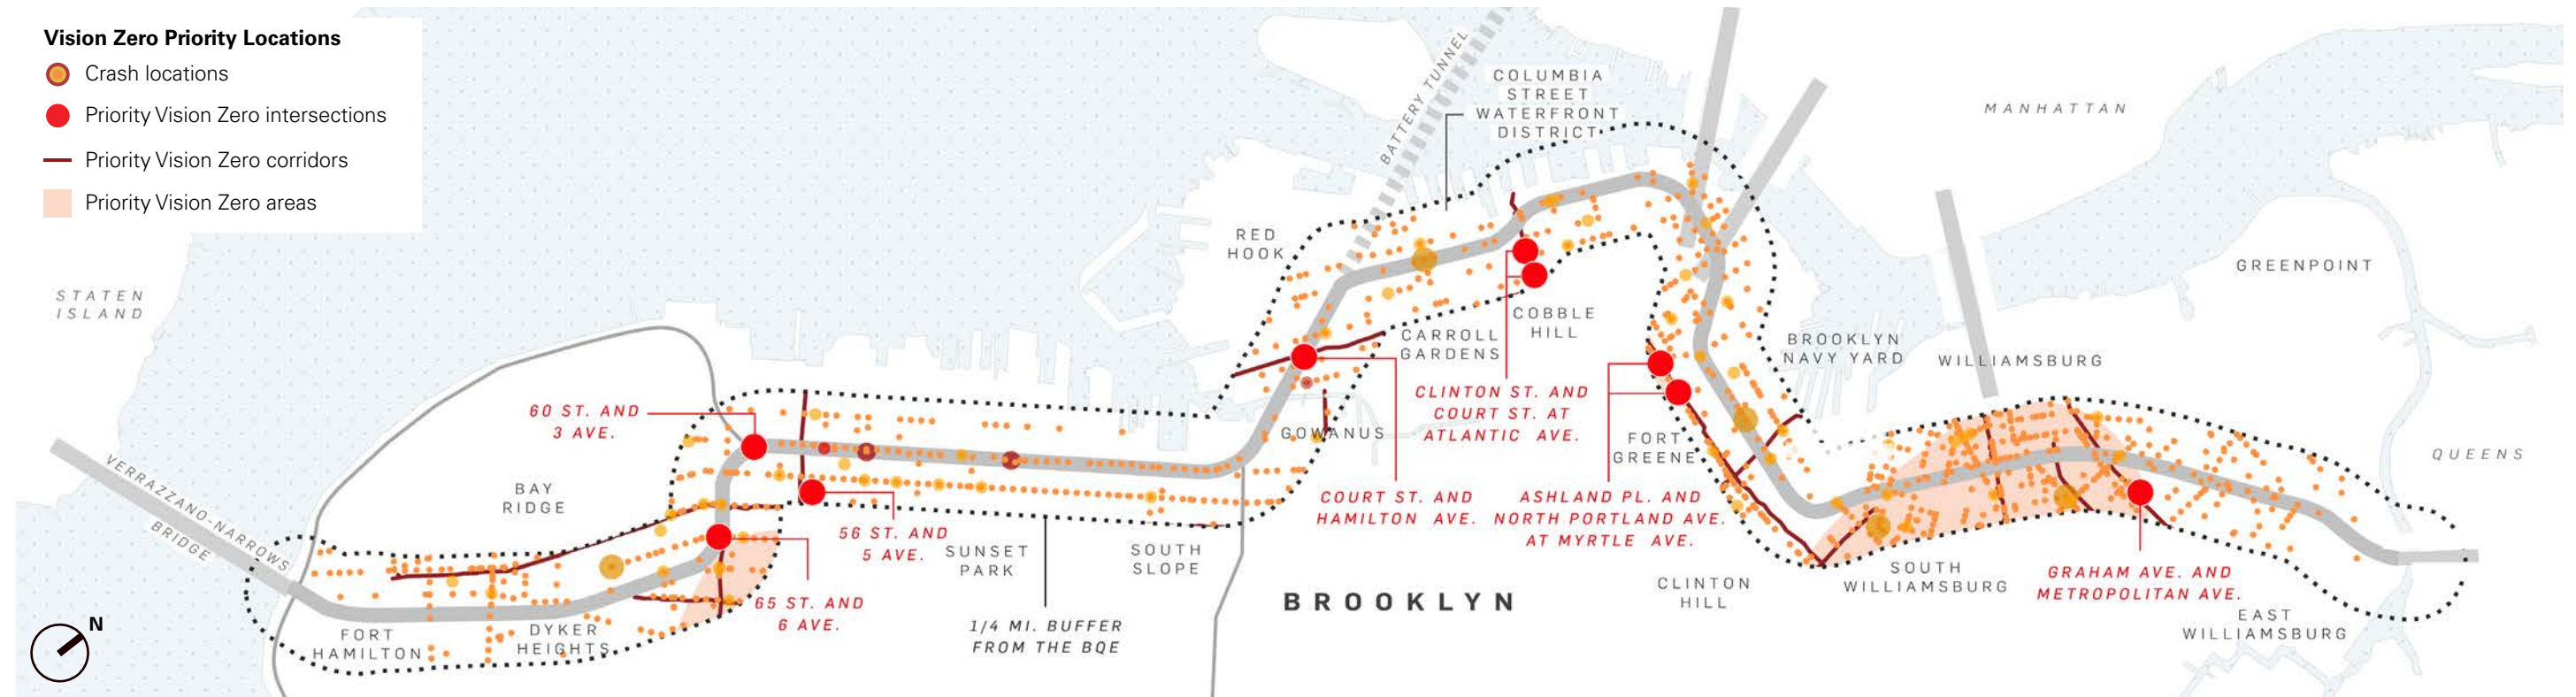 Vision Zero Priority Locations
Crash locations
Priority Vision Zero intersections
Priority Vision Zero corridors
Priority Vision Zero areas
STATEN
ISLAND
VERRAZZANO-NARROWS
BRIDGE
N
BAY
RIDGE
FORT
HAMILTON
DYKER
HEIGHTS
60 ST. AND
3 AVE.
56 ST. AND
5 AVE.
65 ST. AND
6 AVE.
SUNSET
PARK
SOUTH
SLOPE
1/4 MI. BUFFER
FROM THE BQE
RED
HOOK
BATTERY TUNNEL
COLUMBIA
STREET
WATERFRONT
DISTRICT
CARROLL
GARDENS
COBBLE
HILL
GOWANUS
CLINTON ST. AND
COURT ST. AT
ATLANTIC AVE.
COURT ST. AND
HAMILTON AVE.
BROOKLYN
ASHLAND PL. AND
NORTH PORTLAND AVE.
AT MYRTLE AVE.
FORT
GREENE
CLINTON
HILL
BROOKLYN
NAVY YARD
WILLIAMSBURG
MANHATTAN
GREENPOINT
QUEENS
SOUTH
WILLIAMSBURG
GRAHAM AVE. AND
METROPOLITAN AVE.
EAST
WILLIAMSBURG